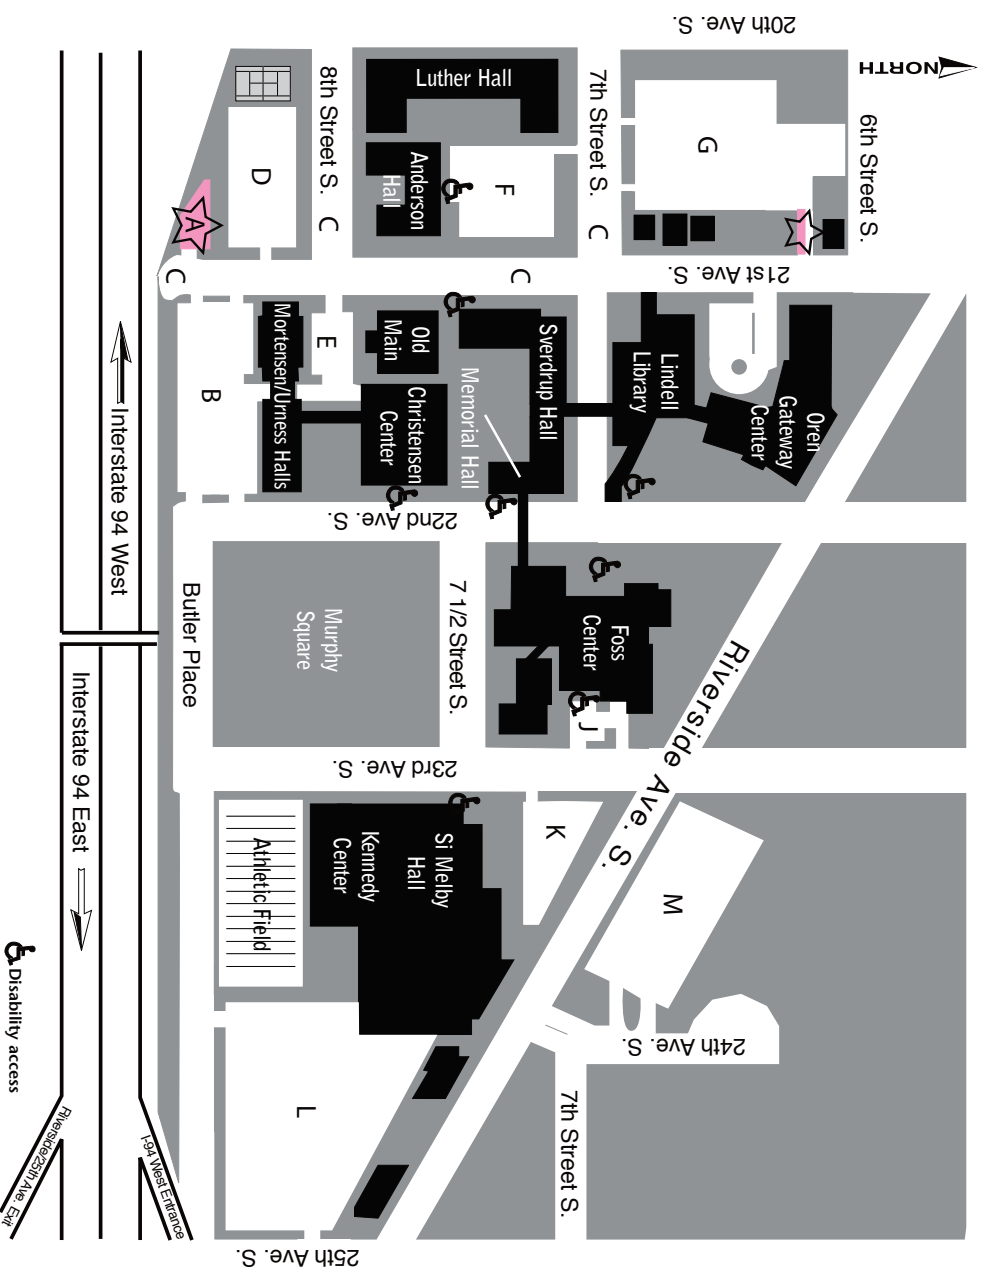 20th Ave. S.
NORTH
8th Street S.
Luther Hall
7th Street S.
6th Street S.
G
D
Anderson
Hall
F
A
C
C
C
C
21st Ave. S.
Mortensen/Urness Halls
E
B
Old
Main
Christensen
Center
Memorial Hall
Sverdrup Hall
Lindell
Library
Oren
Gateway
Center
22nd Ave. S.
Interstate 94 West
Butler Place
Murphy
Square
7 1/2 Street S.
Foss
Center
J
Riverside Ave. S.
23rd Ave. S.
Interstate 94 East
Athletic Field
Si Melby
Hall
Kennedy
Center
K
M
24th Ave. S.
L
7th Street S.
25th Ave. S.
I-94 West Entrance
Riverside/25th Ave. Exit
Disability access